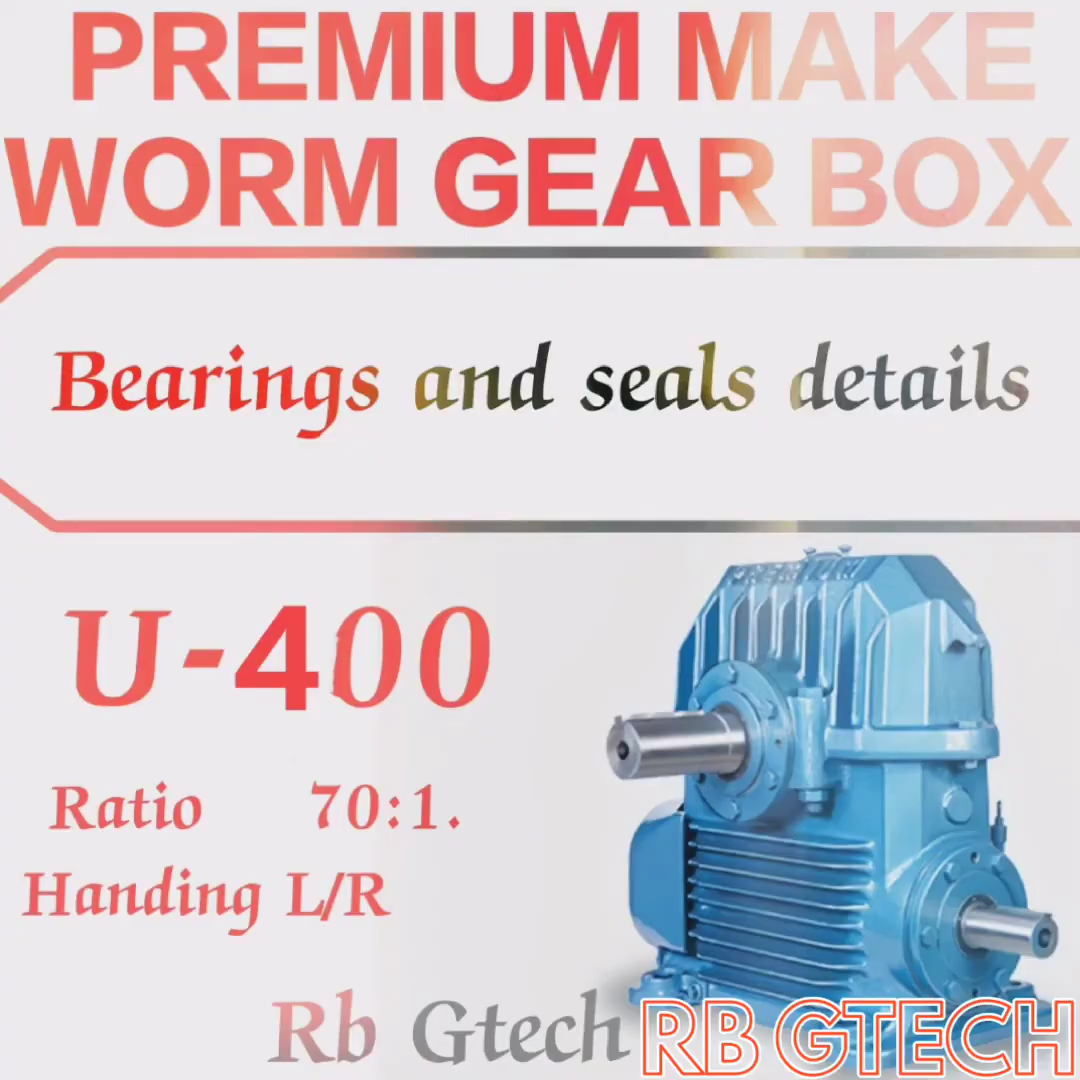 PREMIUM MAKE
WORM GEAR BOX
Bearings and seals details
U-400
Ratio 70:1.
Handing L/R
Rb Gtech RB GTECH